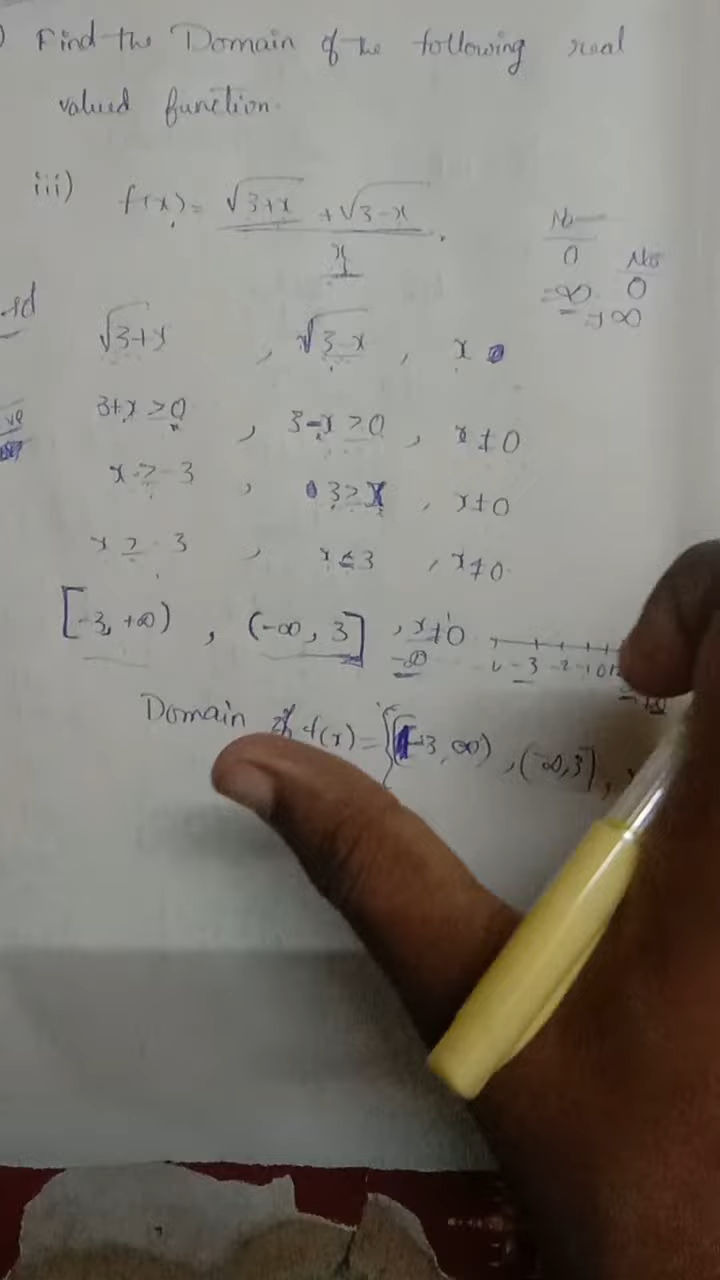 ) Find the Domain of the following real
valued function.
iii) f(x) = √3+x + √3-x
x
No
0
=∞
No
0
=+∞
√3+x , √3-x , x
3+x ≥ 0 , 3-x ≥ 0 , x ≠ 0
x ≥ -3 , 3 ≥ x , x ≠ 0
x ≥ -3 , x ≤ 3 , x ≠ 0
[-3, +∞) , (-∞, 3] , x ≠ 0
-∞
-3 -2 -1 0 1
Domain of f(x) = {[-3, ∞) , (-∞, 3] ,